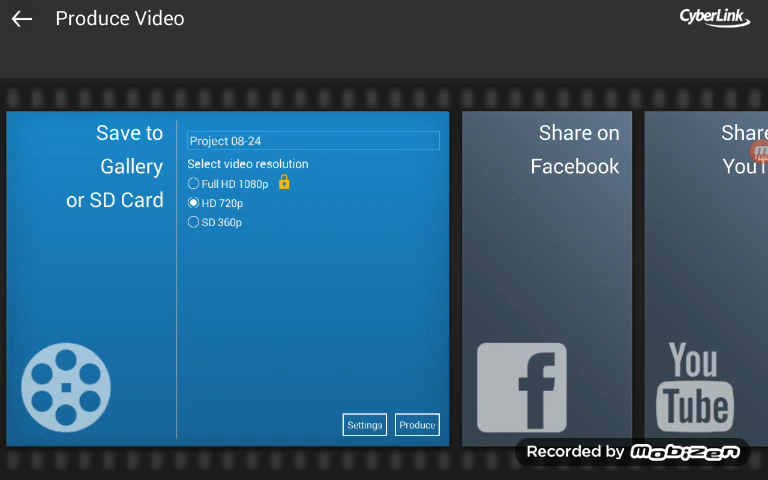 Produce Video
CyberLink
Save to
Gallery
or SD Card
Project 08-24
Select video resolution
Full HD 1080p
HD 720p
SD 360p
Settings
Produce
Share on
Facebook
f
Share
You
You
Tube
Recorded by mobizen